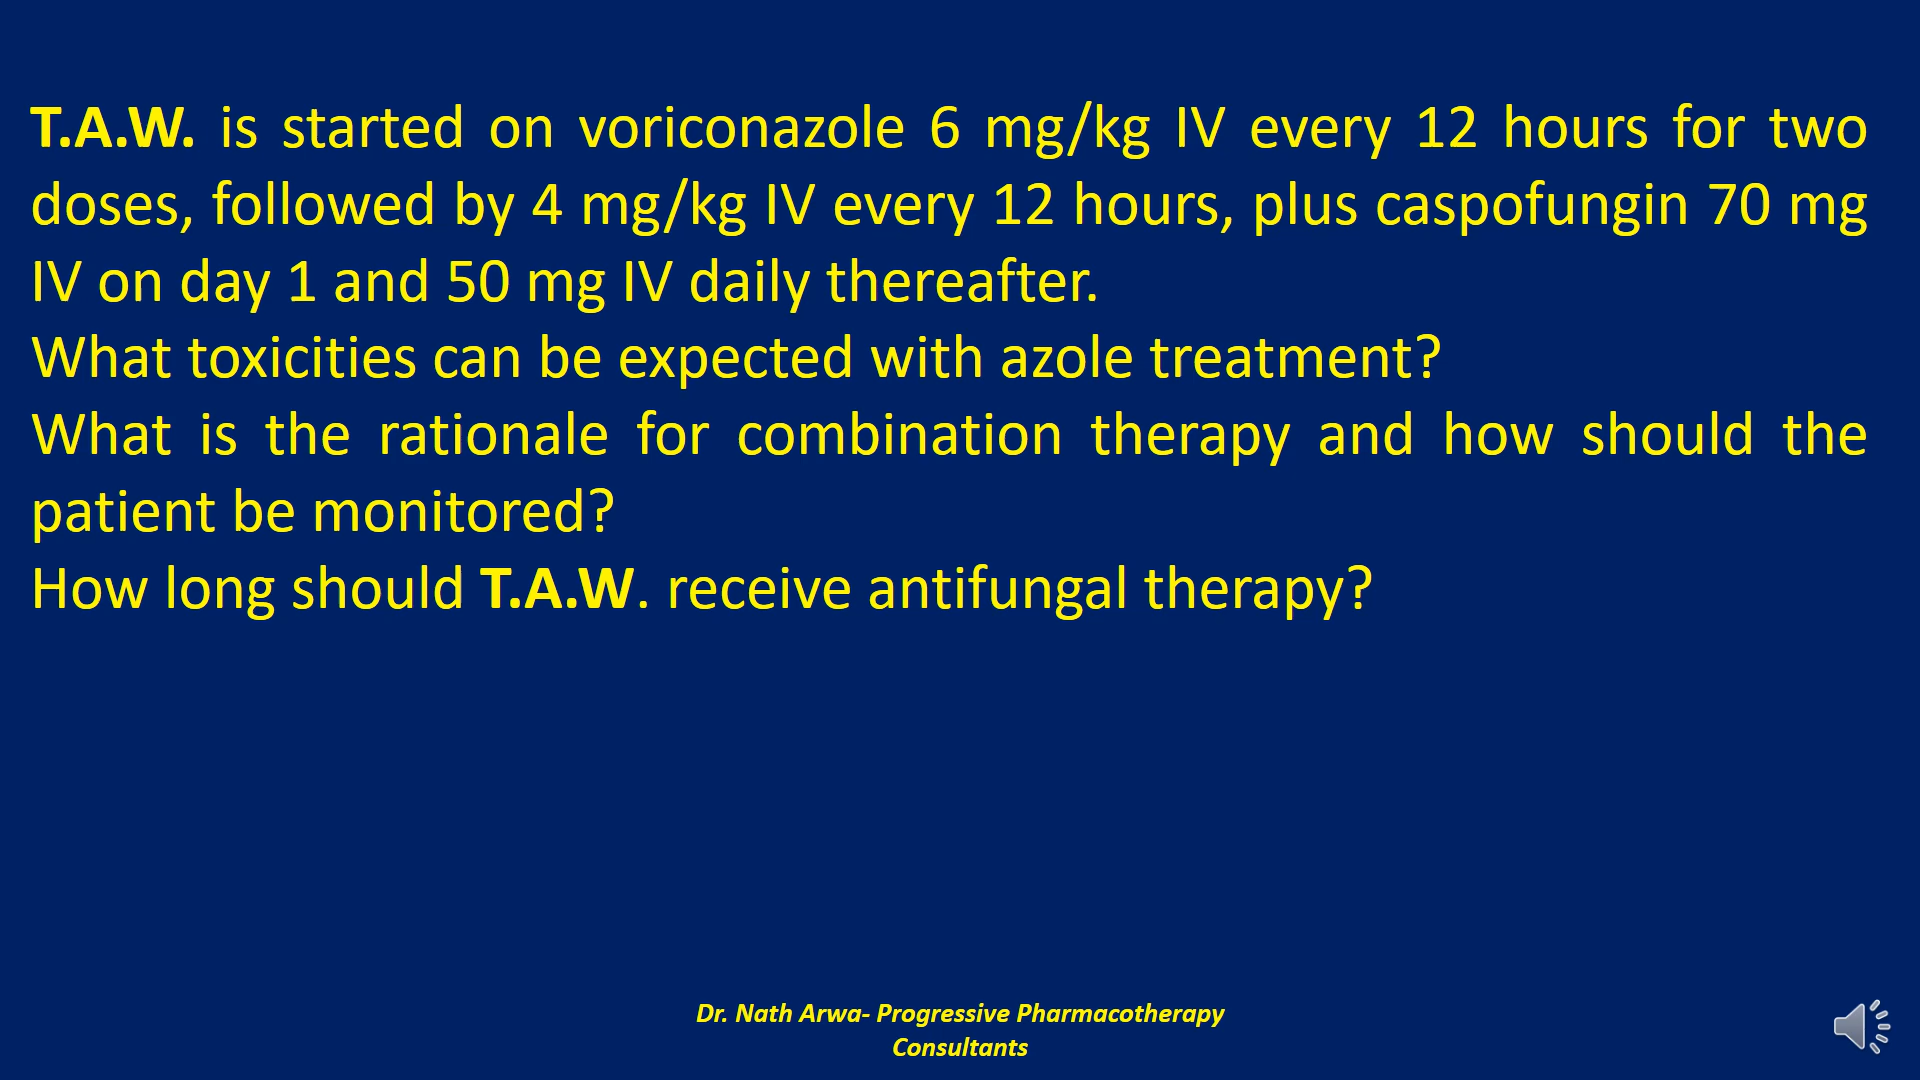 T.A.W. is started on voriconazole 6 mg/kg IV every 12 hours for two
doses, followed by 4 mg/kg IV every 12 hours, plus caspofungin 70 mg
IV on day 1 and 50 mg IV daily thereafter.
What toxicities can be expected with azole treatment?
What is the rationale for combination therapy and how should the
patient be monitored?
How long should T.A.W. receive antifungal therapy?
Dr. Nath Arwa- Progressive Pharmacotherapy
Consultants